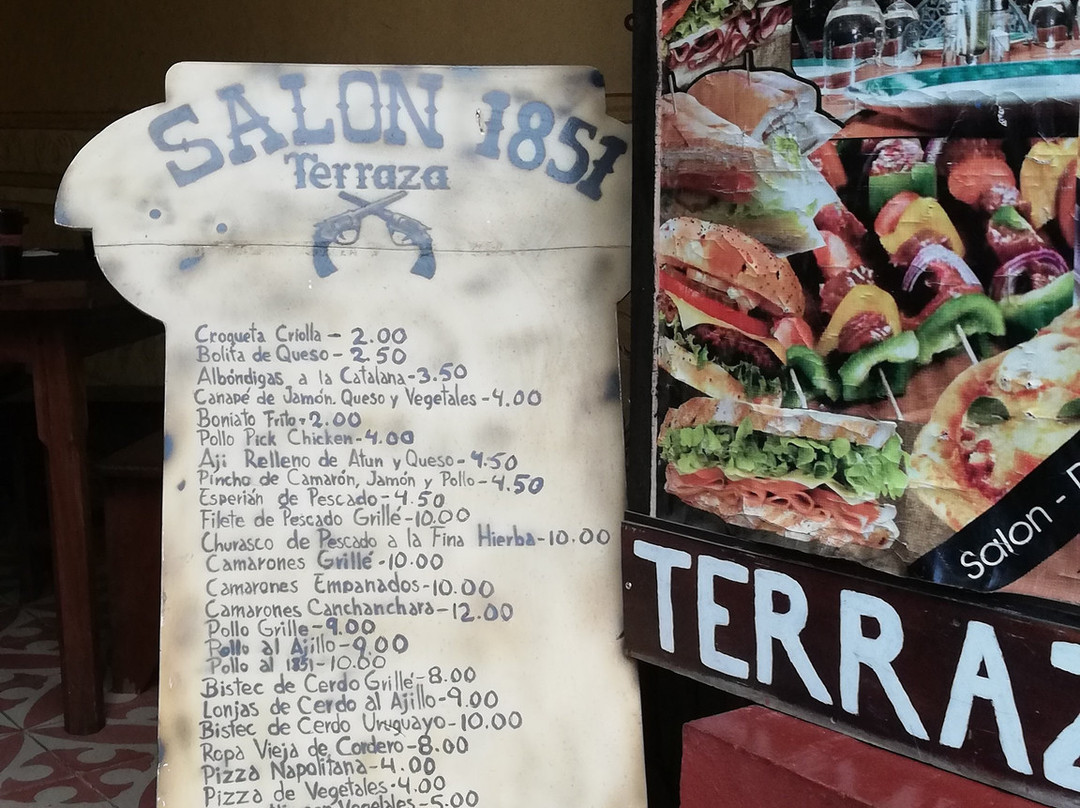 SALON 1851
Terraza
Croqueta Criolla - 2.00
Bolita de Queso - 2.50
Albóndigas a la Catalana - 3.50
Canapé de Jamón. Queso y Vegetales - 4.00
Boniato Frito - 2.00
Pollo Pick Chicken - 4.00
Aji Relleno de Atun y Queso - 4.50
Pincho de Camarón, Jamón y Pollo - 4.50
Esperián de Pescado - 4.50
Filete de Pescado Grillé - 10.00
Churasco de Pescado a la Fina Hierba - 10.00
Camarones Grillé - 10.00
Camarones Empanados - 10.00
Camarones Canchanchara - 12.00
Pollo Grille - 9.00
Pollo al Ajillo - 9.00
Pollo al 1851 - 10.00
Bistec de Cerdo Grillé - 8.00
Lonjas de Cerdo al Ajillo - 9.00
Bistec de Cerdo Uruguayo - 10.00
Ropa Vieja de Cordero - 8.00
Pizza Napolitana - 4.00
Pizza de Vegetales - 4.00
Vegetales - 5.00
Salon -
TERRAZ